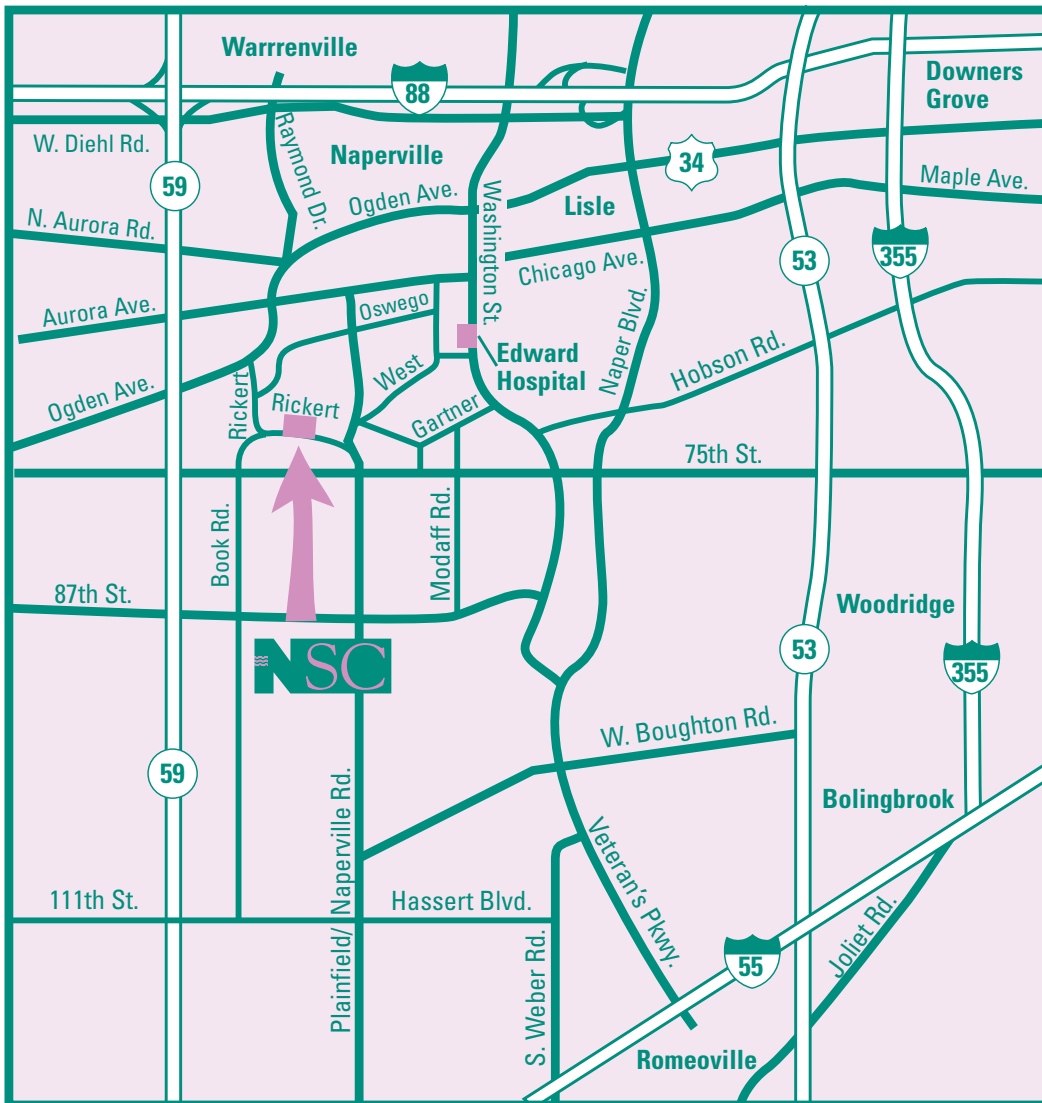 Warrrenville
88
Downers
Grove
W. Diehl Rd.
Raymond Dr.
Naperville
34
59
Ogden Ave.
Washington St.
Lisle
Maple Ave.
N. Aurora Rd.
53
355
Chicago Ave.
Aurora Ave.
Oswego
Naper Blvd.
Edward
Hospital
Hobson Rd.
West
Ogden Ave.
Rickert
Rickert
Gartner
75th St.
Book Rd.
Modaff Rd.
87th St.
Woodridge
NSC
53
355
W. Boughton Rd.
59
Bolingbrook
Plainfield/ Naperville Rd.
Veteran's Pkwy.
111th St.
Hassert Blvd.
Joliet Rd.
55
S. Weber Rd.
Romeoville